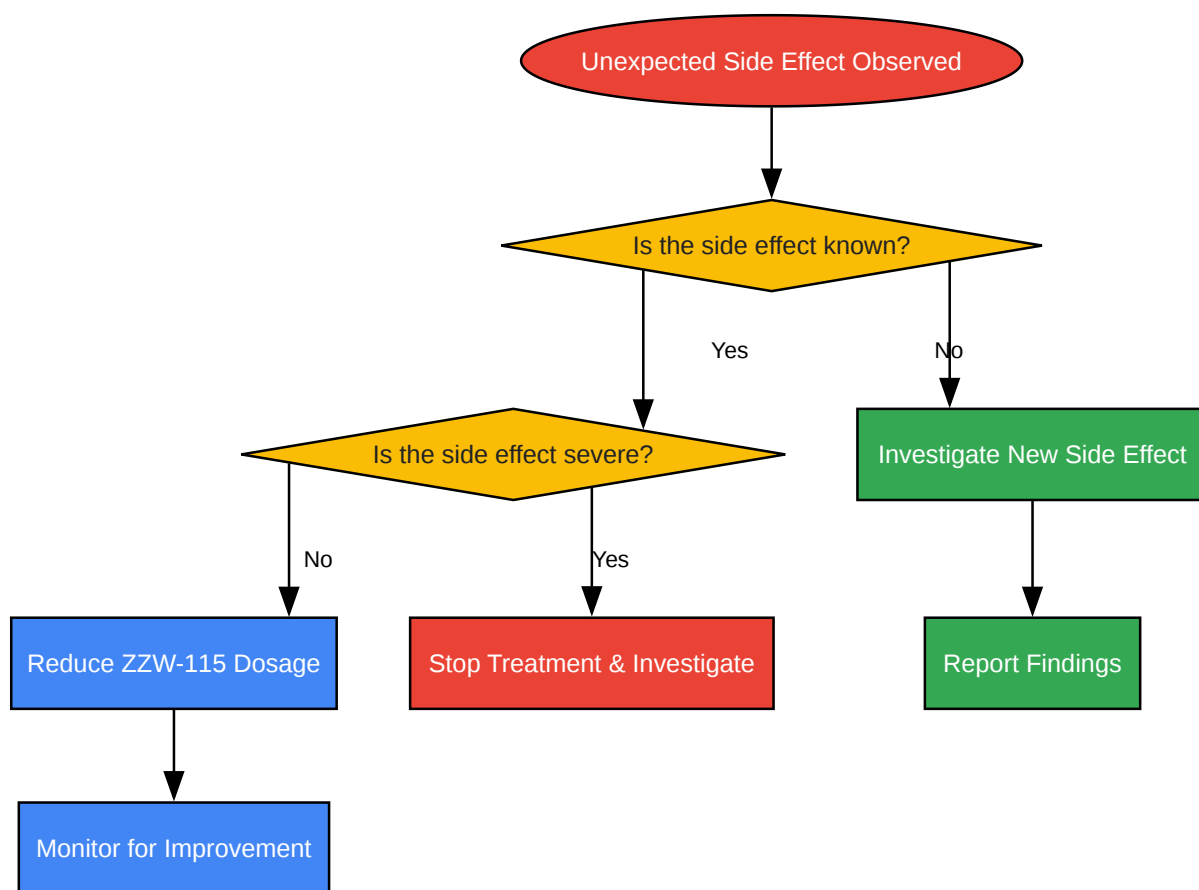 Unexpected Side Effect Observed
Is the side effect known?
Yes
No
Is the side effect severe?
Investigate New Side Effect
No
Yes
Reduce ZZW-115 Dosage
Stop Treatment & Investigate
Report Findings
Monitor for Improvement